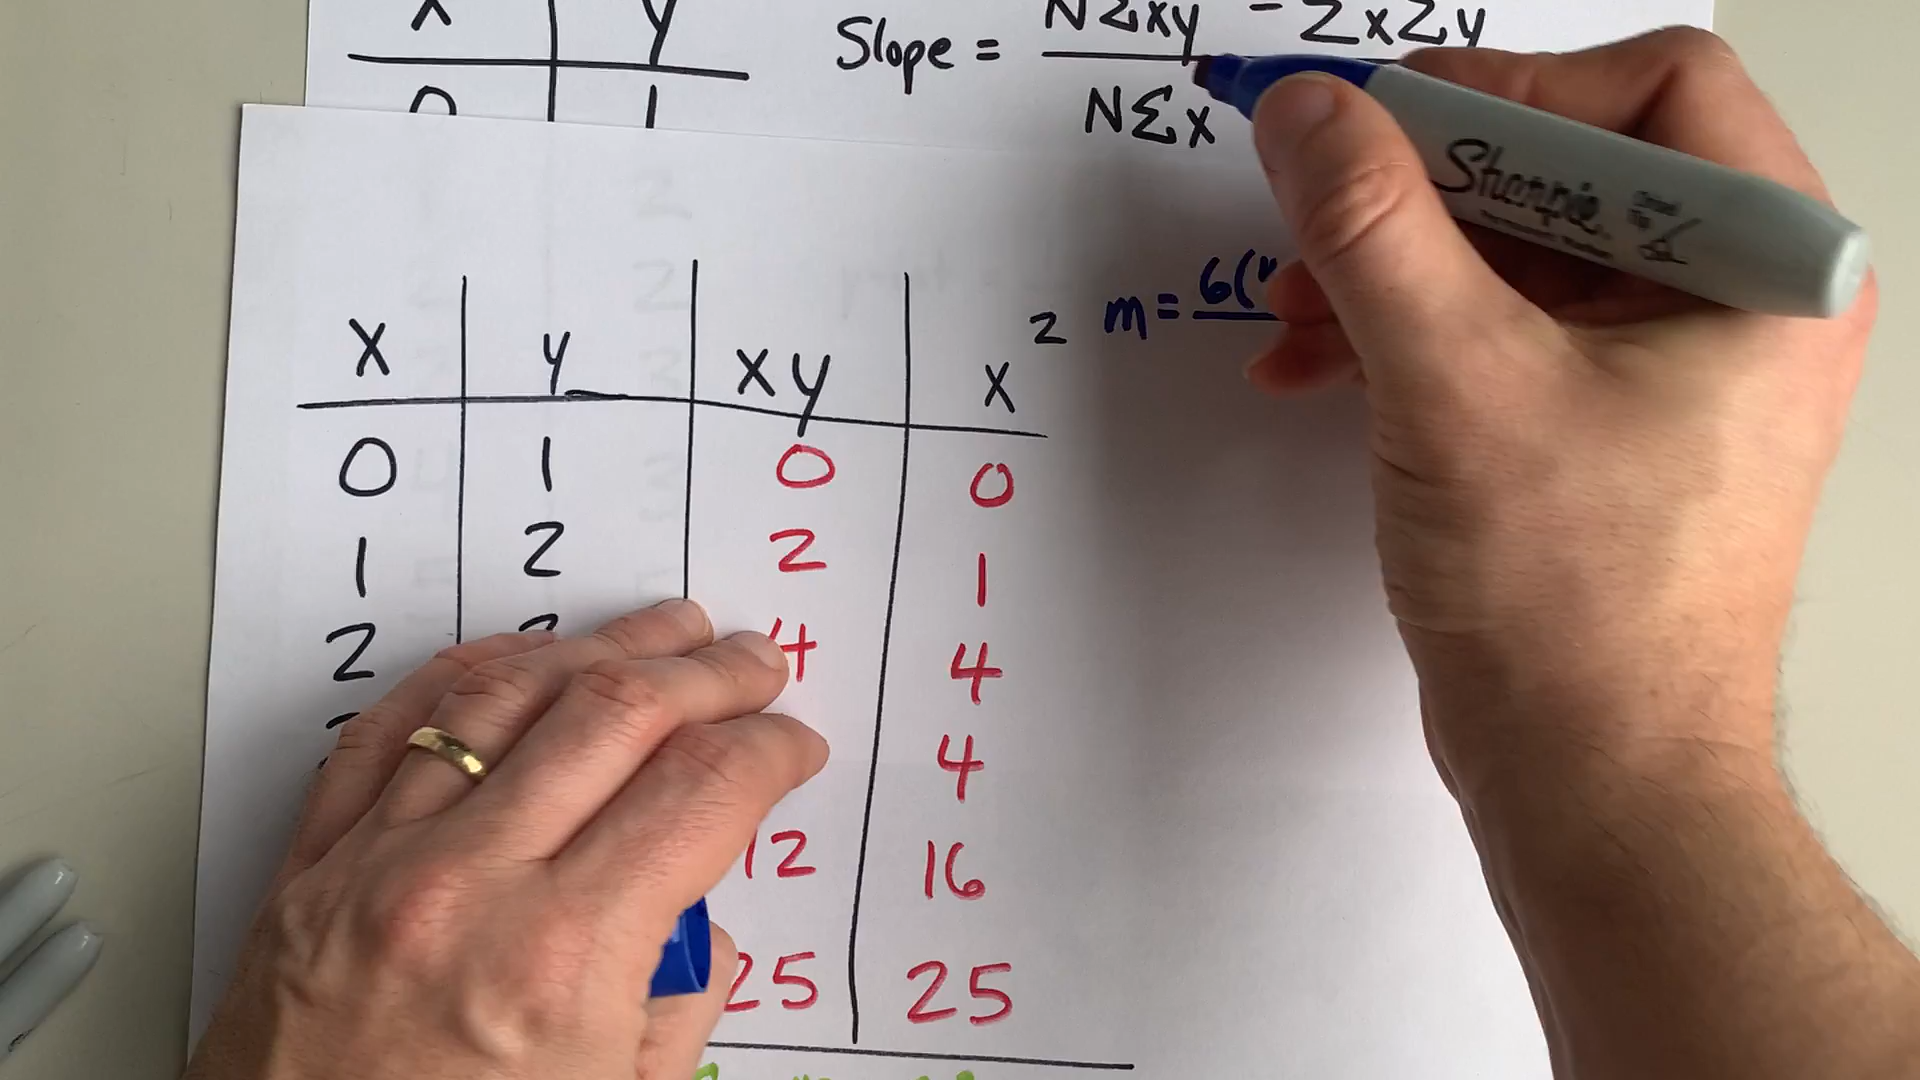 x y
Slope = NΣxy - ΣxΣy
NΣx
0 1
Sharpie
m = 6(
x y xy x²
0 1 0 0
1 2 2 1
2 2 4 4
4
12 16
25 25